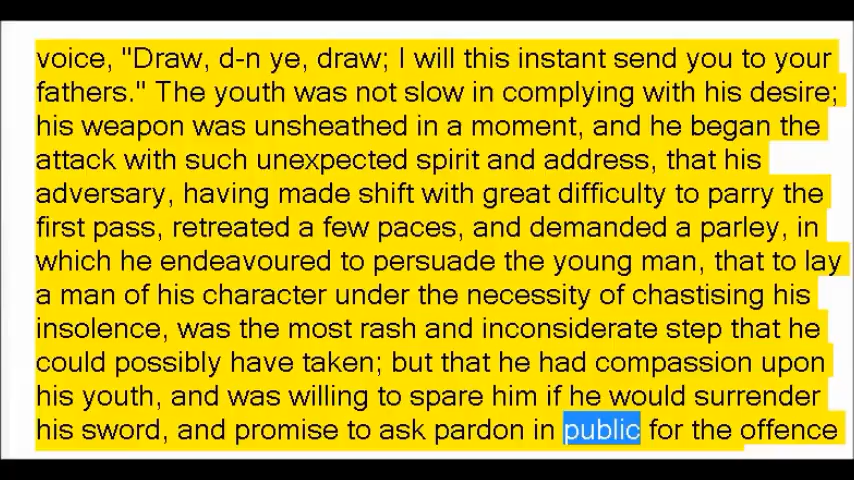 voice, "Draw, d-n ye, draw; I will this instant send you to your
fathers." The youth was not slow in complying with his desire;
his weapon was unsheathed in a moment, and he began the
attack with such unexpected spirit and address, that his
adversary, having made shift with great difficulty to parry the
first pass, retreated a few paces, and demanded a parley, in
which he endeavoured to persuade the young man, that to lay
a man of his character under the necessity of chastising his
insolence, was the most rash and inconsiderate step that he
could possibly have taken; but that he had compassion upon
his youth, and was willing to spare him if he would surrender
his sword, and promise to ask pardon in public for the offence